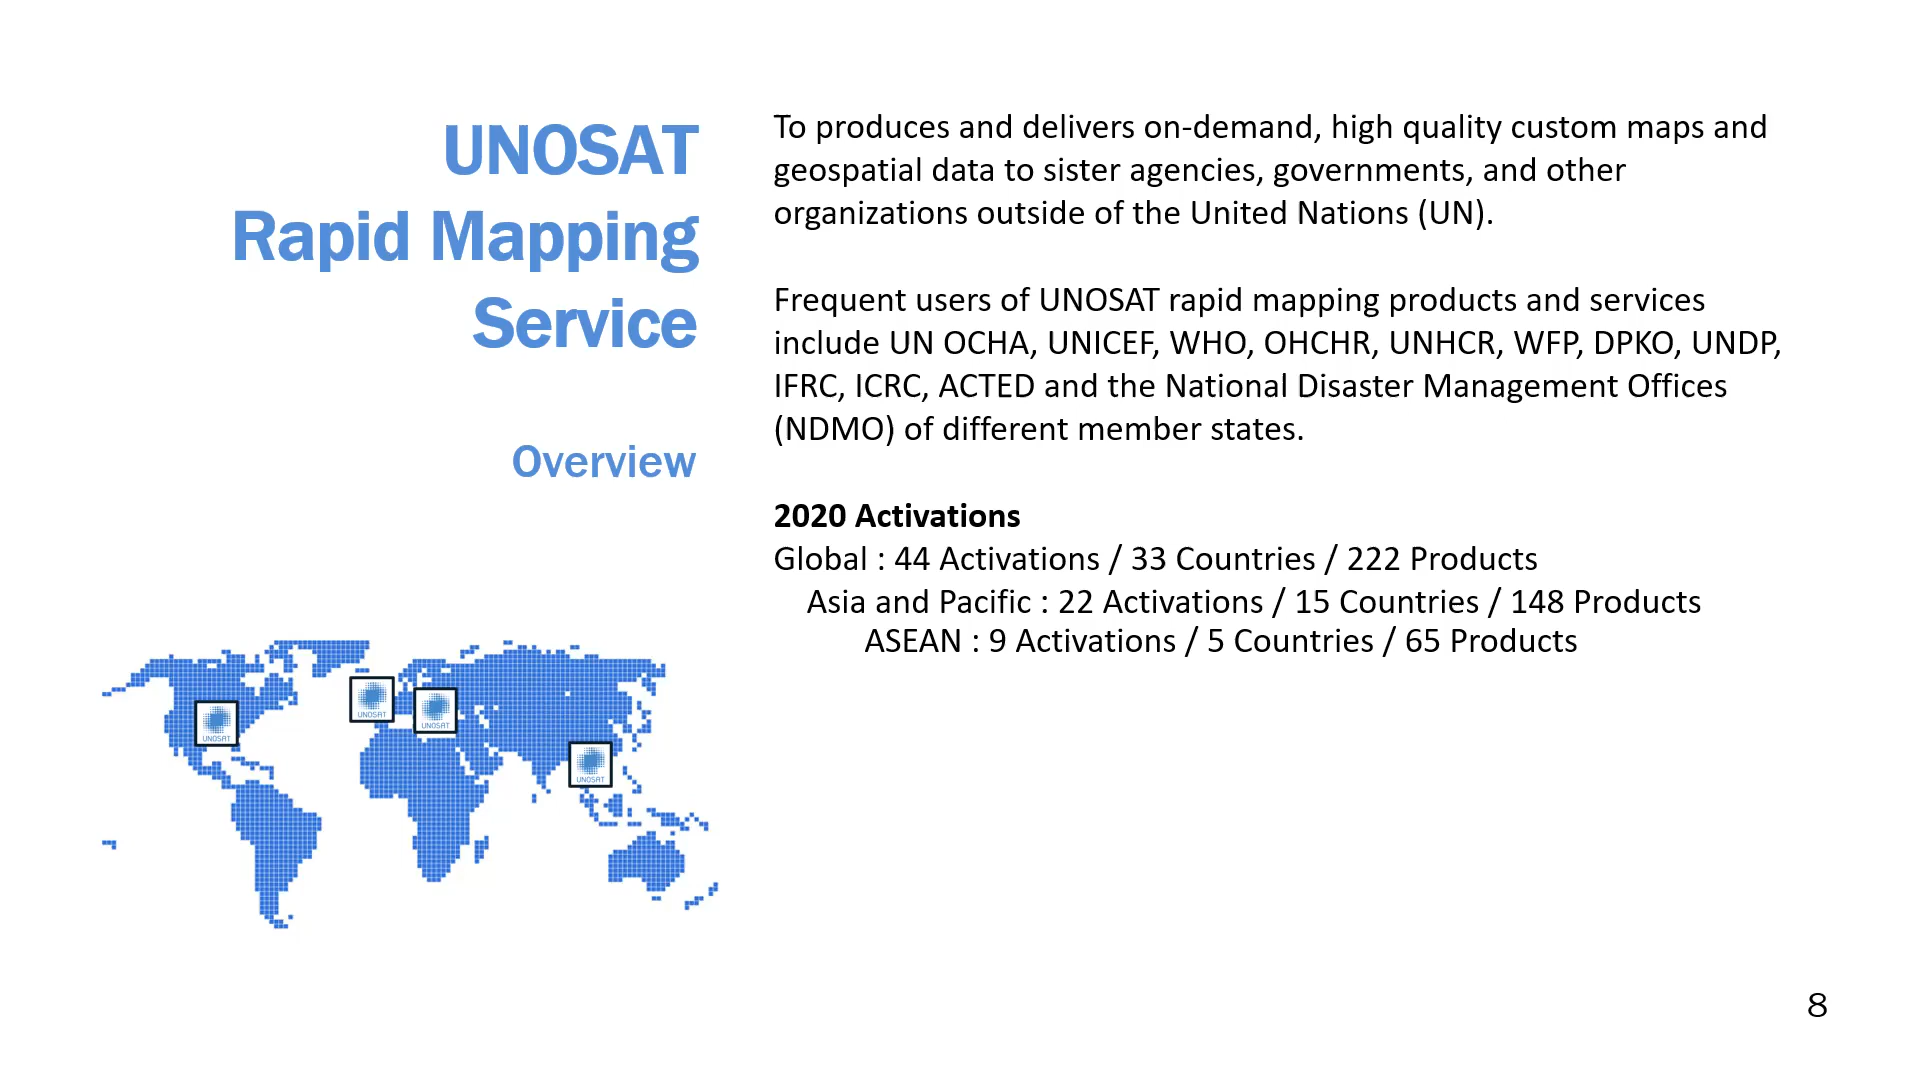 UNOSAT
Rapid Mapping
Service
Overview
To produces and delivers on-demand, high quality custom maps and
geospatial data to sister agencies, governments, and other
organizations outside of the United Nations (UN).
Frequent users of UNOSAT rapid mapping products and services
include UN OCHA, UNICEF, WHO, OHCHR, UNHCR, WFP, DPKO, UNDP,
IFRC, ICRC, ACTED and the National Disaster Management Offices
(NDMO) of different member states.
2020 Activations
Global : 44 Activations / 33 Countries / 222 Products
Asia and Pacific : 22 Activations / 15 Countries / 148 Products
ASEAN : 9 Activations / 5 Countries / 65 Products
UNOSAT
UNOSAT
UNOSAT
UNOSAT
8